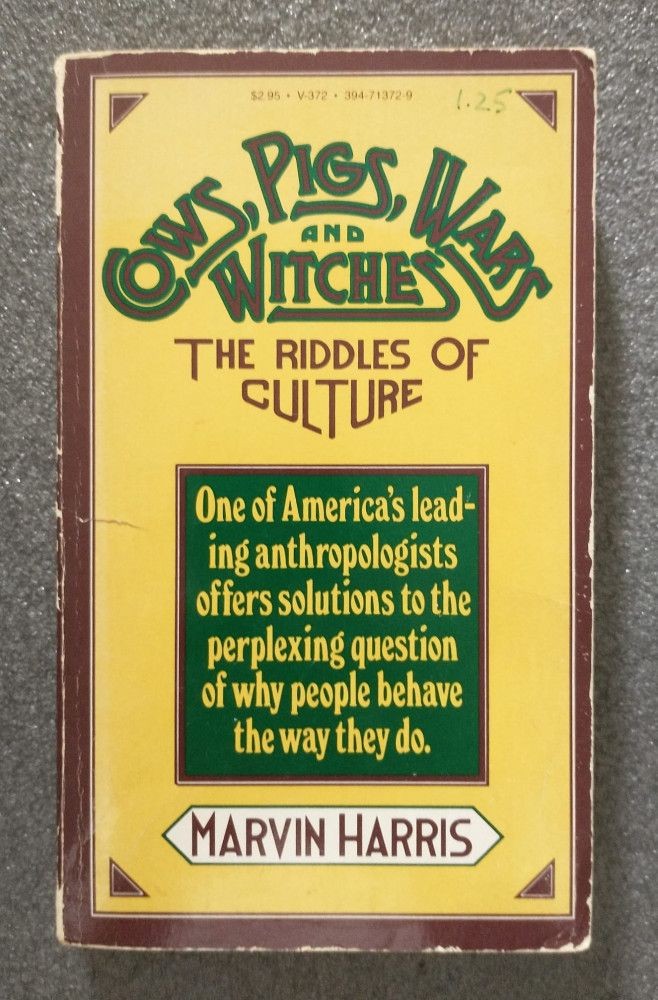 $2.95 • V-372 • 394-71372-9
1.25
COWS, PIGS, WARS
AND
WITCHES
THE RIDDLES OF
CULTURE
One of America's lead-
ing anthropologists
offers solutions to the
perplexing question
of why people behave
the way they do.
MARVIN HARRIS